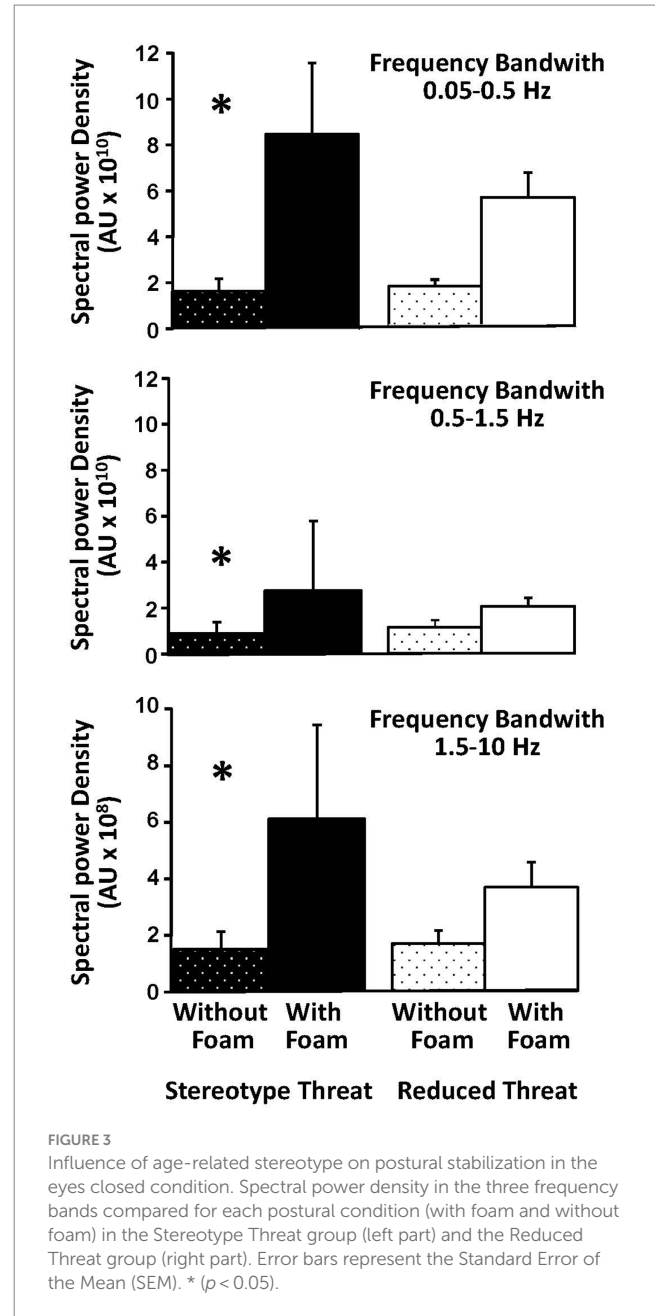 Frequency Bandwith
0.05-0.5 Hz
Spectral power Density
(AU x 10¹⁰)
12
10
8
6
4
2
0
*
Frequency Bandwith
0.5-1.5 Hz
Spectral power Density
(AU x 10¹⁰)
12
10
8
6
4
2
0
*
Frequency Bandwith
1.5-10 Hz
Spectral power Density
(AU x 10⁸)
10
8
6
4
2
0
*
Without Foam
With Foam
Without Foam
With Foam
Stereotype Threat
Reduced Threat
FIGURE 3
Influence of age-related stereotype on postural stabilization in the
eyes closed condition. Spectral power density in the three frequency
bands compared for each postural condition (with foam and without
foam) in the Stereotype Threat group (left part) and the Reduced
Threat group (right part). Error bars represent the Standard Error of
the Mean (SEM). * (p < 0.05).